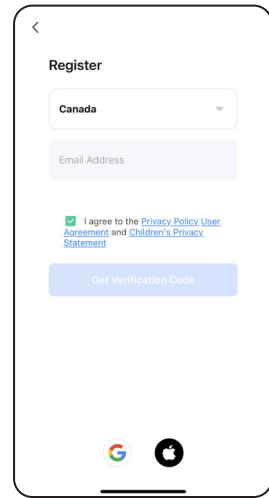 Register
Canada
Email Address
I agree to the Privacy Policy User
Agreement and Children's Privacy
Statement
Get Verification Code
G